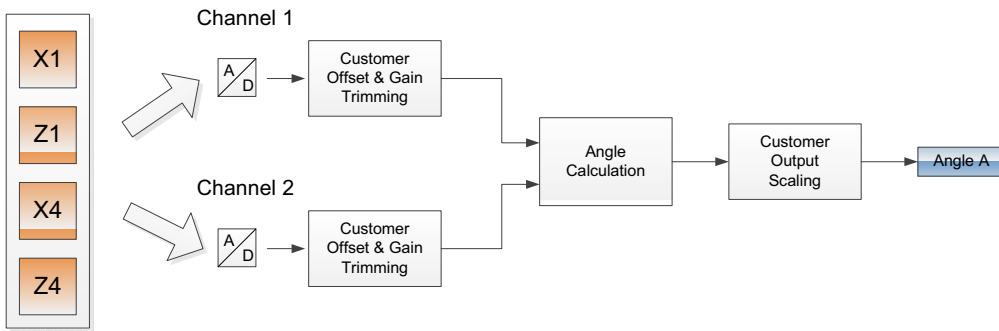 X1
Z1
X4
Z4
Channel 1
A
D
Customer
Offset & Gain
Trimming
Channel 2
A
D
Customer
Offset & Gain
Trimming
Angle
Calculation
Customer
Output
Scaling
Angle A